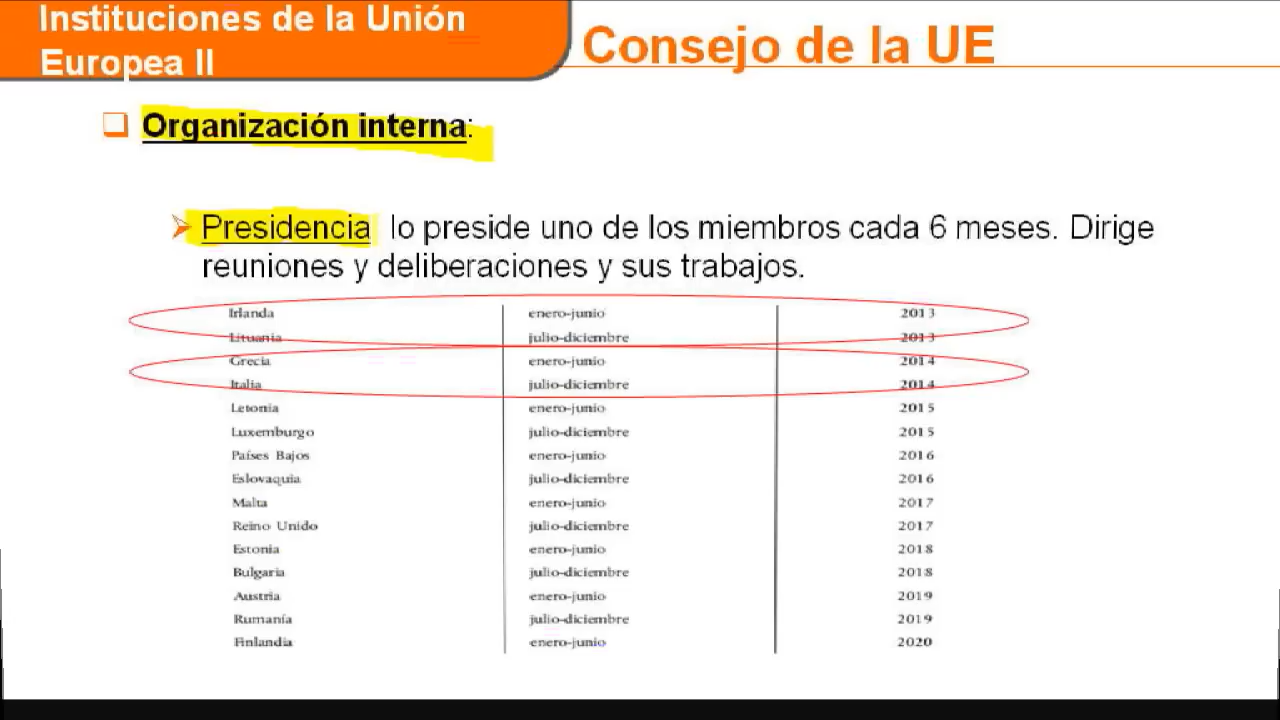 Instituciones de la Unión
Europea II
Consejo de la UE
Organización interna:
Presidencia lo preside uno de los miembros cada 6 meses. Dirige
reuniones y deliberaciones y sus trabajos.
Irlanda enero-junio 2013
Lituania julio-diciembre 2013
Grecia enero-junio 2014
Italia julio-diciembre 2014
Letonia enero-junio 2015
Luxemburgo julio-diciembre 2015
Países Bajos enero-junio 2016
Eslovaquia julio-diciembre 2016
Malta enero-junio 2017
Reino Unido julio-diciembre 2017
Estonia enero-junio 2018
Bulgaria julio-diciembre 2018
Austria enero-junio 2019
Rumanía julio-diciembre 2019
Finlandia enero-junio 2020